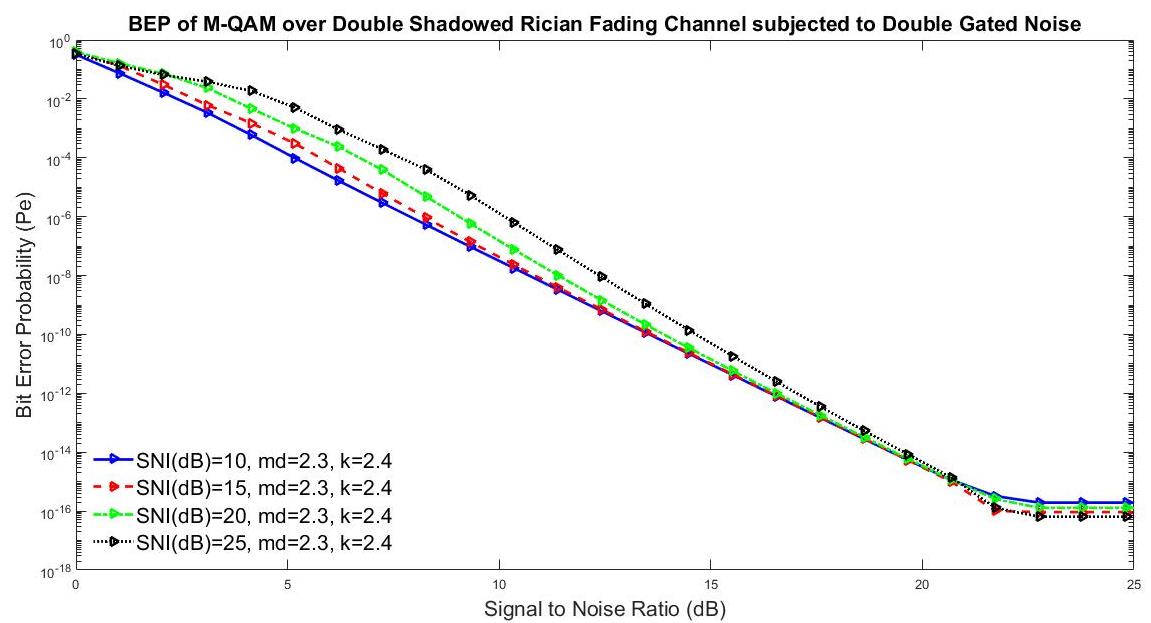 BEP of M-QAM over Double Shadowed Rician Fading Channel subjected to Double Gated Noise
Bit Error Probability (Pe)
10^0
10^-2
10^-4
10^-6
10^-8
10^-10
10^-12
10^-14
10^-16
10^-18
SNI(dB)=10, md=2.3, k=2.4
SNI(dB)=15, md=2.3, k=2.4
SNI(dB)=20, md=2.3, k=2.4
SNI(dB)=25, md=2.3, k=2.4
0 5 10 15 20 25
Signal to Noise Ratio (dB)